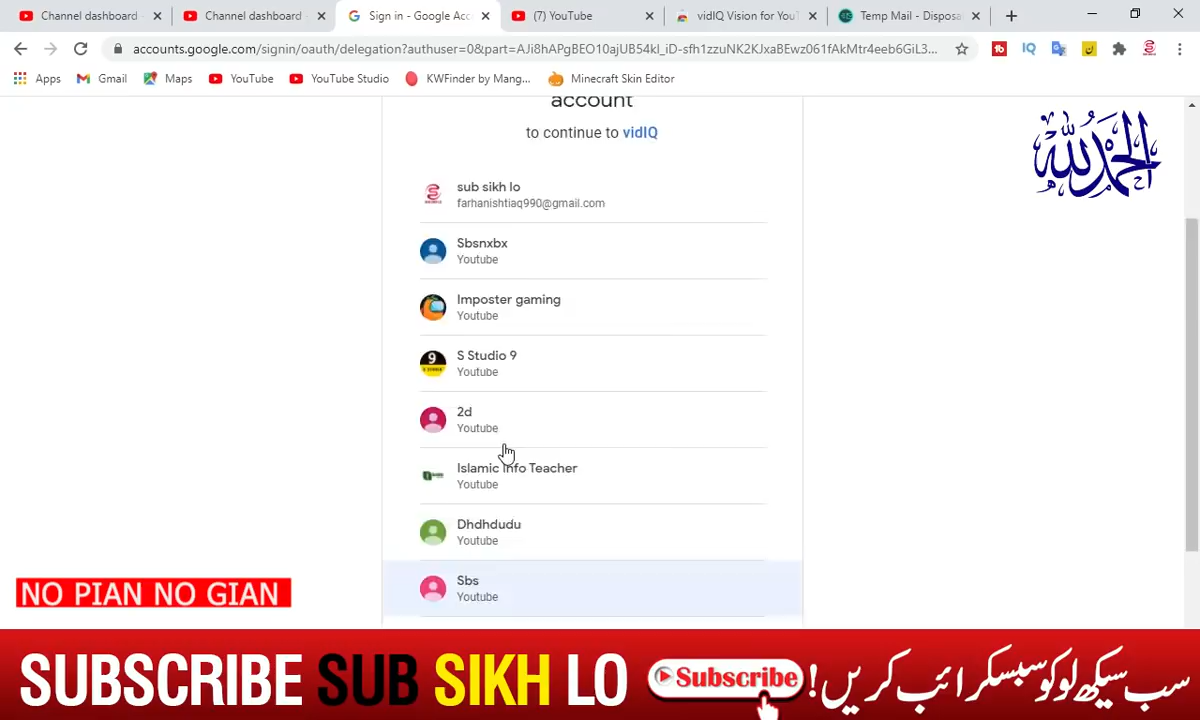 Channel dashboard
Channel dashboard
Sign in - Google Acc
(7) YouTube
vidIQ Vision for YouT
Temp Mail - Disposa
accounts.google.com/signin/oauth/delegation?authuser=0&part=AJi8hAPgBEO10ajUB54kl_iD-sfh1zzuNK2KJxaBEwz061fAkMtr4eeb6GiL3...
Apps
Gmail
Maps
YouTube
YouTube Studio
KWFinder by Mang...
Minecraft Skin Editor
account
to continue to vidIQ
الحمدلله
sub sikh lo
farhanishtiaq990@gmail.com
Sbsnxbx
Youtube
Imposter gaming
Youtube
S Studio 9
Youtube
2d
Youtube
Islamic Info Teacher
Youtube
Dhdhdudu
Youtube
Sbs
Youtube
NO PIAN NO GIAN
SUBSCRIBE SUB SIKH LO
Subscribe
سب سیکھ لو کو سبسکرائب کریں!